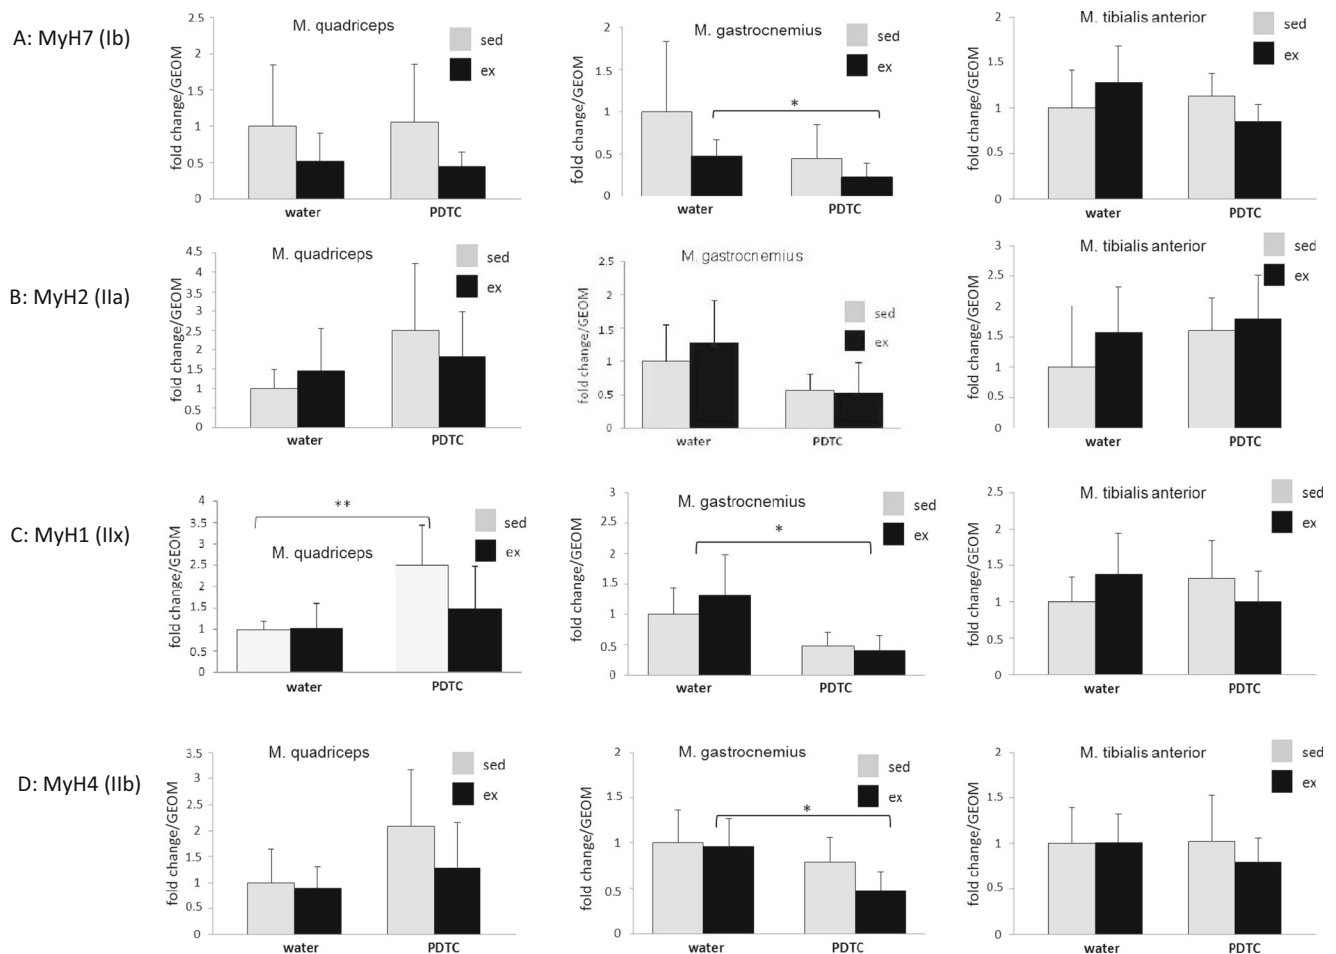 A: MyH7 (Ib)
M. quadriceps
sed
ex
fold change/GEOM
2.5
2
1.5
1
0.5
0
water
PDTC
M. gastrocnemius
sed
ex
*
fold change/GEOM
2
1.5
1
0.5
0
water
PDTC
M. tibialis anterior
sed
ex
fold change/GEOM
2
1.5
1
0.5
0
water
PDTC
B: MyH2 (IIa)
M. quadriceps
sed
ex
fold change/GEOM
4.5
4
3.5
3
2.5
2
1.5
1
0.5
0
water
PDTC
M. gastrocnemius
sed
ex
fold change/GEOM
2.5
2
1.5
1
0.5
0
water
PDTC
M. tibialis anterior
sed
ex
fold change/GEOM
3
2.5
2
1.5
1
0.5
0
water
PDTC
C: MyH1 (IIx)
**
M. quadriceps
sed
ex
fold change/GEOM
4
3.5
3
2.5
2
1.5
1
0.5
0
water
PDTC
M. gastrocnemius
sed
ex
*
fold change/GEOM
3
2.5
2
1.5
1
0.5
0
water
PDTC
M. tibialis anterior
sed
ex
fold change/GEOM
2.5
2
1.5
1
0.5
0
water
PDTC
D: MyH4 (IIb)
M. quadriceps
sed
ex
fold change/GEOM
3.5
3
2.5
2
1.5
1
0.5
0
water
PDTC
M. gastrocnemius
sed
ex
*
fold change/GEOM
2
1.5
1
0.5
0
water
PDTC
M. tibialis anterior
sed
ex
fold change/GEOM
2
1.5
1
0.5
0
water
PDTC